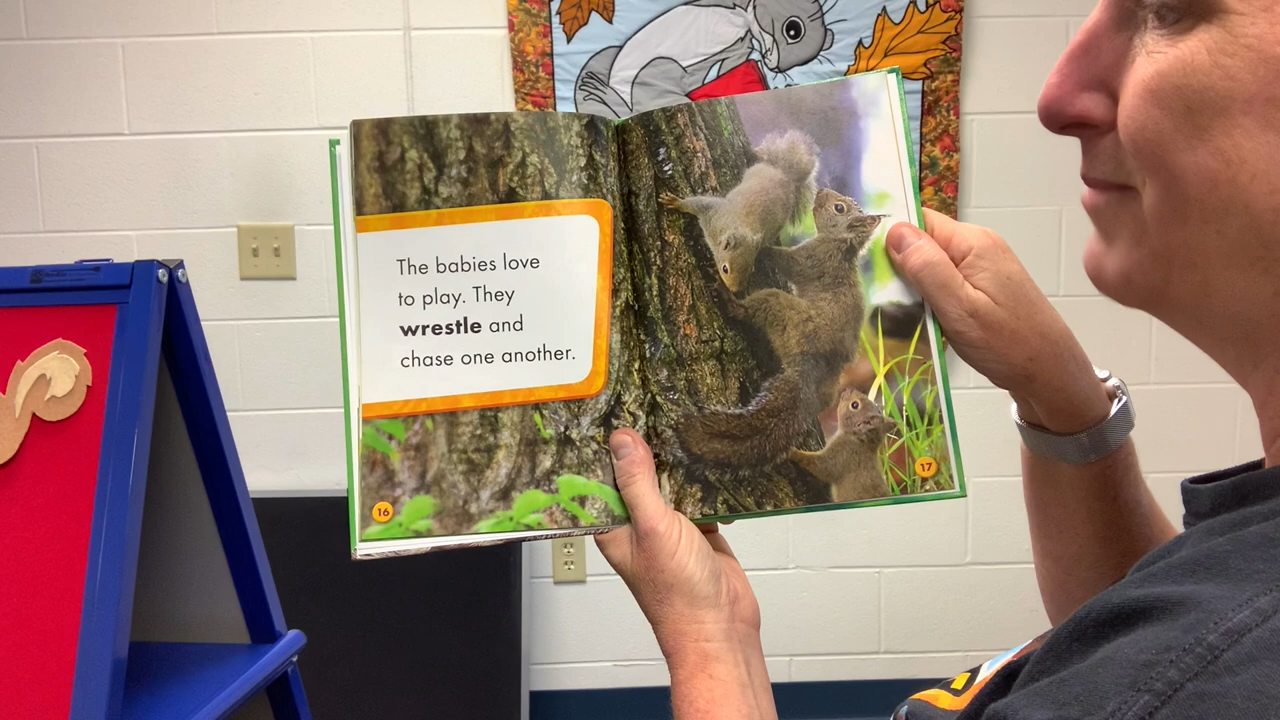 The babies love
to play. They
wrestle and
chase one another.
16
17